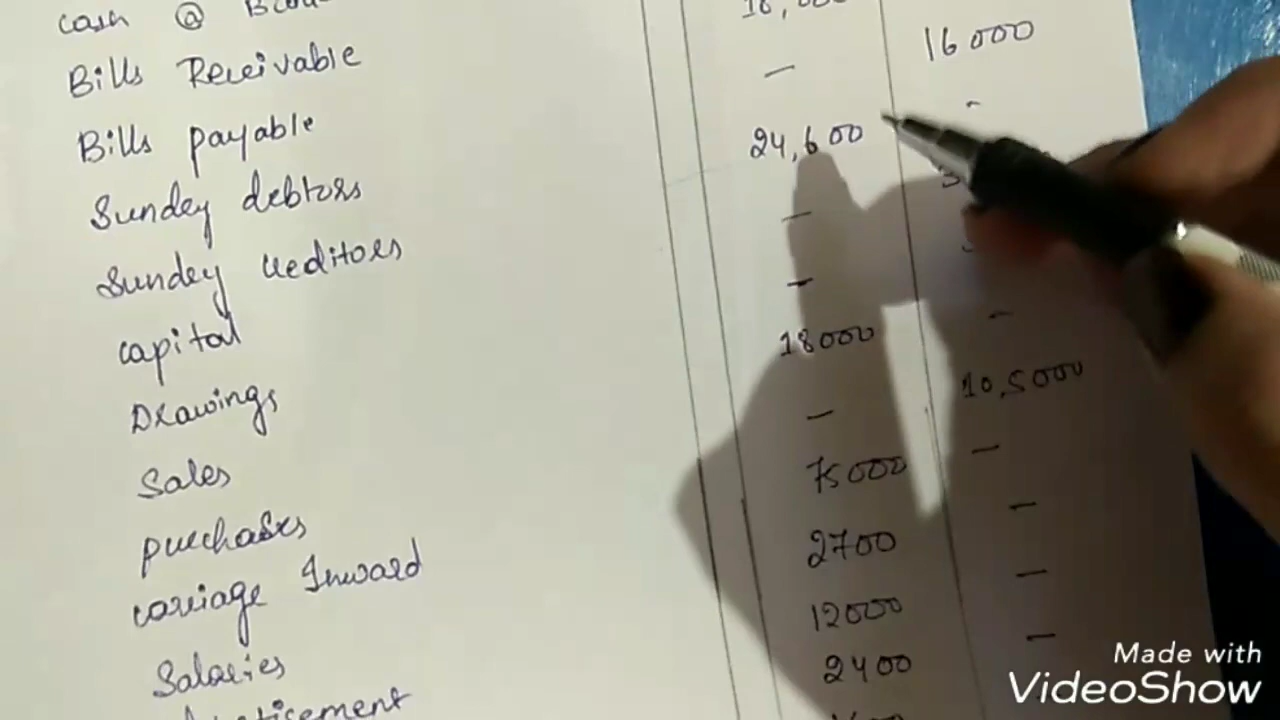 Cash @
Bills Receivable
16000
Bills payable
—
-
Sundey debtors
24,600
Sundey creditors
—
capital
—
Drawings
18000
-
Sales
—
10,5000
purchases
75000
—
carriage Inward
2700
—
Salaries
12000
—
2400
—
Made with
VideoShow